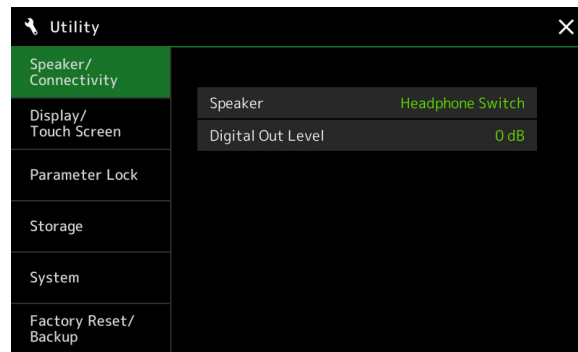 Utility
Speaker/
Connectivity
Display/
Touch Screen
Parameter Lock
Storage
System
Factory Reset/
Backup
Speaker Headphone Switch
Digital Out Level 0 dB